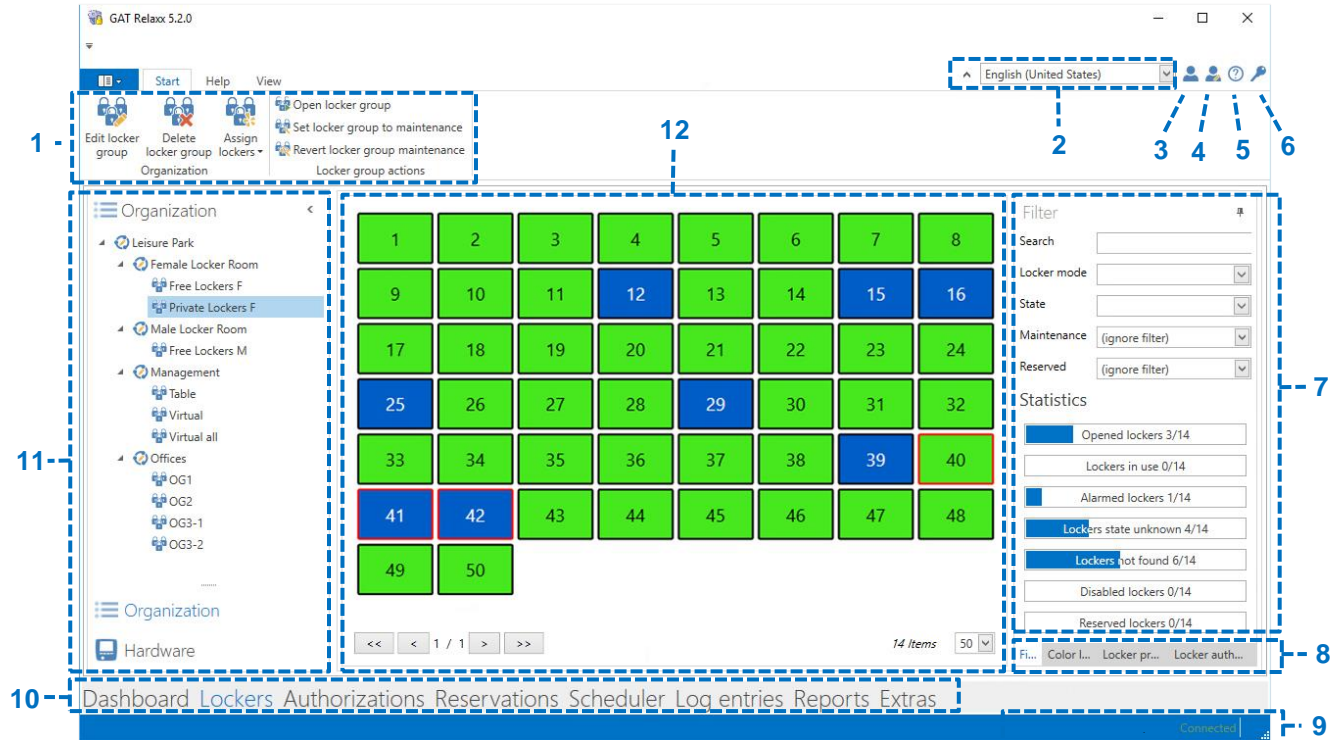 GAT Relaxx 5.2.0
Start Help View
English (United States)
Edit locker group
Delete locker group
Assign lockers
Organization
Open locker group
Set locker group to maintenance
Revert locker group maintenance
Locker group actions
1
2
3
4
5
6
12
Organization
Leisure Park
Female Locker Room
Free Lockers F
Private Lockers F
Male Locker Room
Free Lockers M
Management
Table
Virtual
Virtual all
Offices
OG1
OG2
OG3-1
OG3-2
Organization
Hardware
11
1 2 3 4 5 6 7 8
9 10 11 12 13 14 15 16
17 18 19 20 21 22 23 24
25 26 27 28 29 30 31 32
33 34 35 36 37 38 39 40
41 42 43 44 45 46 47 48
49 50
<< < 1 / 1 > >>
14 Items 50
Filter
Search
Locker mode
State
Maintenance (ignore filter)
Reserved (ignore filter)
Statistics
Opened lockers 3/14
Lockers in use 0/14
Alarmed lockers 1/14
Lockers state unknown 4/14
Lockers not found 6/14
Disabled lockers 0/14
Reserved lockers 0/14
7
Fi... Color l... Locker pr... Locker auth...
8
10
Dashboard Lockers Authorizations Reservations Scheduler Log entries Reports Extras
Connected
9